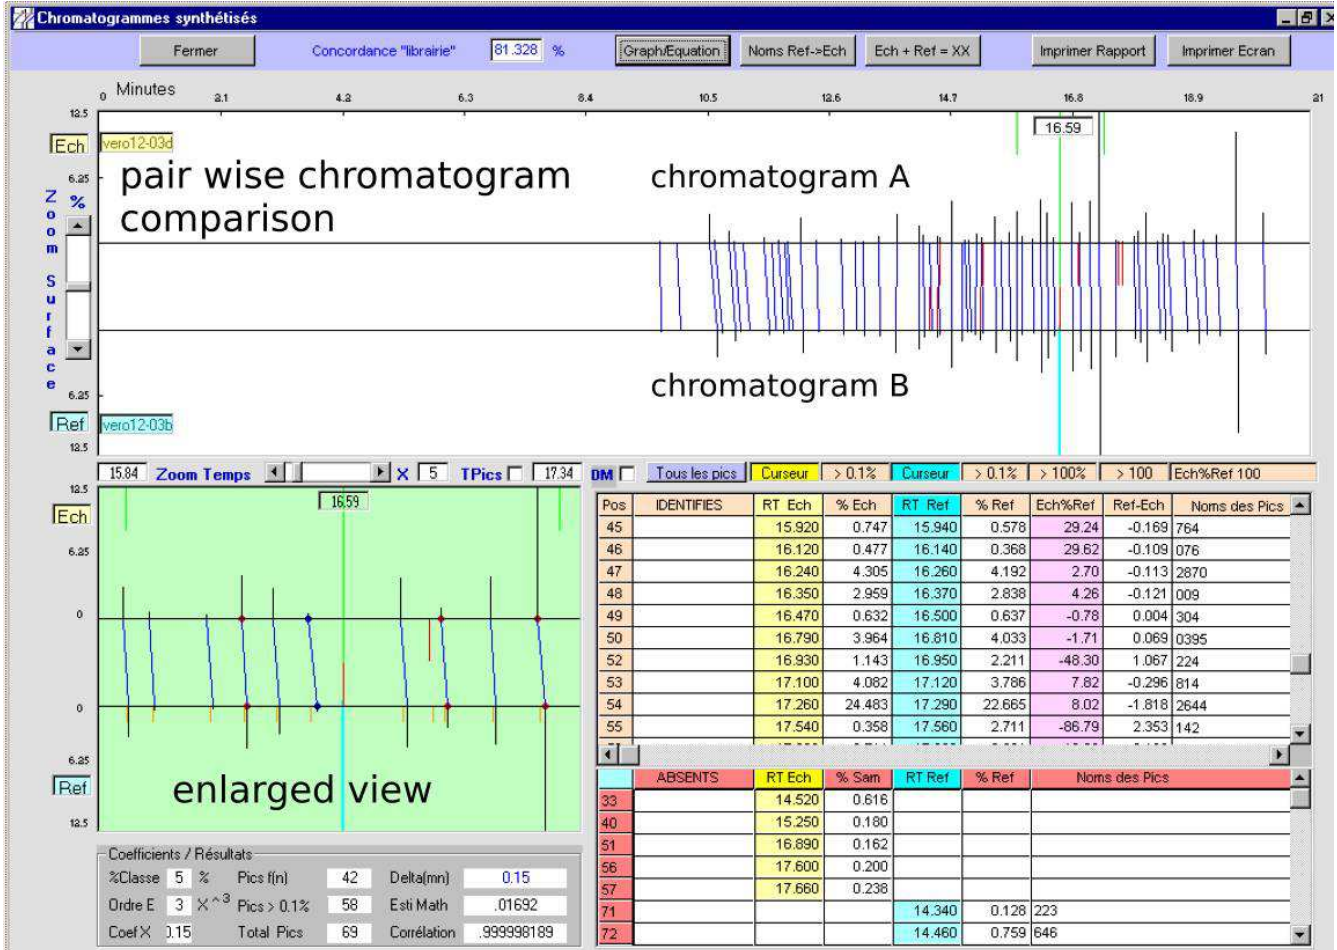 Chromatogrammes synthétisés
Fermer Concordance "librairie" 81.328 % Graph/Equation Noms Ref->Ech Ech + Ref = XX Imprimer Rapport Imprimer Ecran
0 Minutes 2.1 4.2 6.3 8.4 10.5 12.6 14.7 16.8 18.9 21
12.5
16.59
Ech vero12-03d
pair wise chromatogram
comparison
chromatogram A
6.25
Zoom Surface %
chromatogram B
6.25
Ref vero12-03b
12.5
15.84 Zoom Temps X 5 TPics 17.34 DM Tous les pics Curseur > 0.1% Curseur > 0.1% > 100% > 100 Ech%Ref 100
12.5
16.59
Ech
6.25
0
0
6.25
Ref
enlarged view
12.5
Pos IDENTIFIES RT Ech % Ech RT Ref % Ref Ech%Ref Ref-Ech Noms des Pics
45 15.920 0.747 15.940 0.578 29.24 -0.169 764
46 16.120 0.477 16.140 0.368 29.62 -0.109 076
47 16.240 4.305 16.260 4.192 2.70 -0.113 2870
48 16.350 2.959 16.370 2.838 4.26 -0.121 009
49 16.470 0.632 16.500 0.637 -0.78 0.004 304
50 16.790 3.964 16.810 4.033 -1.71 0.069 0395
52 16.930 1.143 16.950 2.211 -48.30 1.067 224
53 17.100 4.082 17.120 3.786 7.82 -0.296 814
54 17.260 24.483 17.290 22.665 8.02 -1.818 2644
55 17.540 0.358 17.560 2.711 -86.79 2.353 142
ABSENTS RT Ech % Sam RT Ref % Ref Noms des Pics
33 14.520 0.616
40 15.250 0.180
51 16.890 0.162
56 17.600 0.200
57 17.660 0.238
71 14.340 0.128 223
72 14.460 0.759 646
Coefficients / Résultats
%Classe 5 % Pics f(n) 42 Delta(mn) 0.15
Ordre E 3 X^3 Pics > 0.1% 58 Esti Math .01692
Coef X 0.15 Total Pics 69 Corrélation .999998189